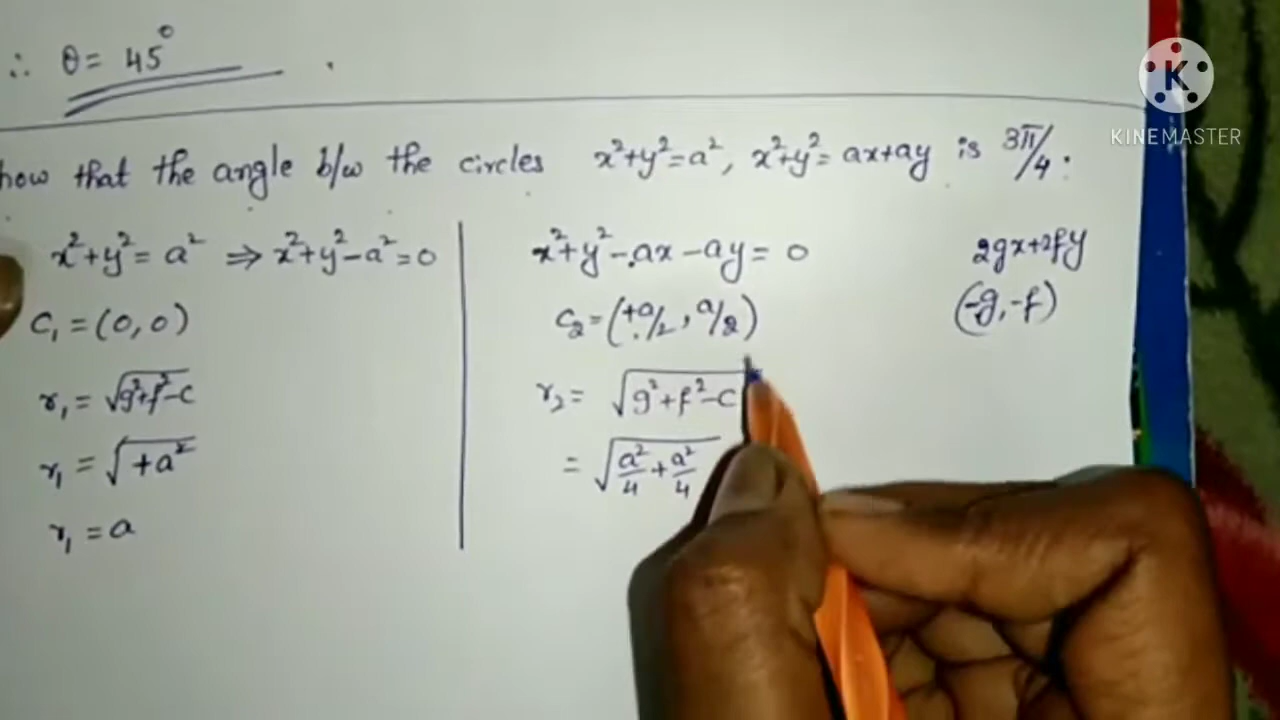 ∴ θ = 45°
how that the angle b/w the circles x²+y²=a², x²+y²=ax+ay is 3π/4.
x²+y²=a² ⇒ x²+y²-a²=0
C₁ = (0,0)
r₁ = √g²+f²-c
r₁ = √+a²
r₁ = a
x²+y²-ax-ay=0
C₂ = (+a/2, a/2)
r₂ = √g²+f²-c
= √a²/4+a²/4
2gx+2fy
(-g,-f)
K
KINEMASTER